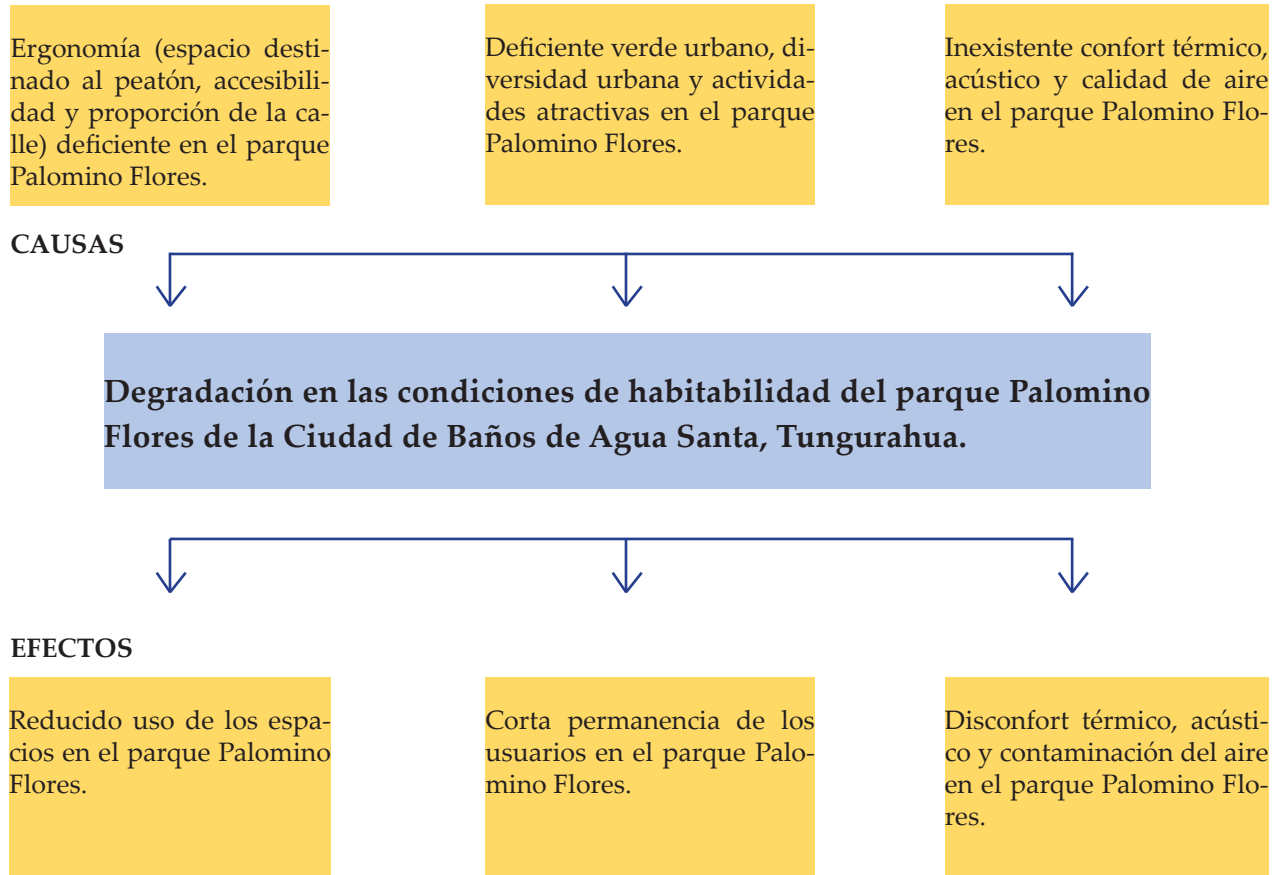 Ergonomía (espacio desti-
nado al peatón, accesibili-
dad y proporción de la ca-
lle) deficiente en el parque
Palomino Flores.
Deficiente verde urbano, di-
versidad urbana y activida-
des atractivas en el parque
Palomino Flores.
Inexistente confort térmico,
acústico y calidad de aire
en el parque Palomino Flo-
res.
CAUSAS
Degradación en las condiciones de habitabilidad del parque Palomino
Flores de la Ciudad de Baños de Agua Santa, Tungurahua.
EFECTOS
Reducido uso de los espa-
cios en el parque Palomino
Flores.
Corta permanencia de los
usuarios en el parque Palo-
mino Flores.
Disconfort térmico, acústi-
co y contaminación del aire
en el parque Palomino Flo-
res.